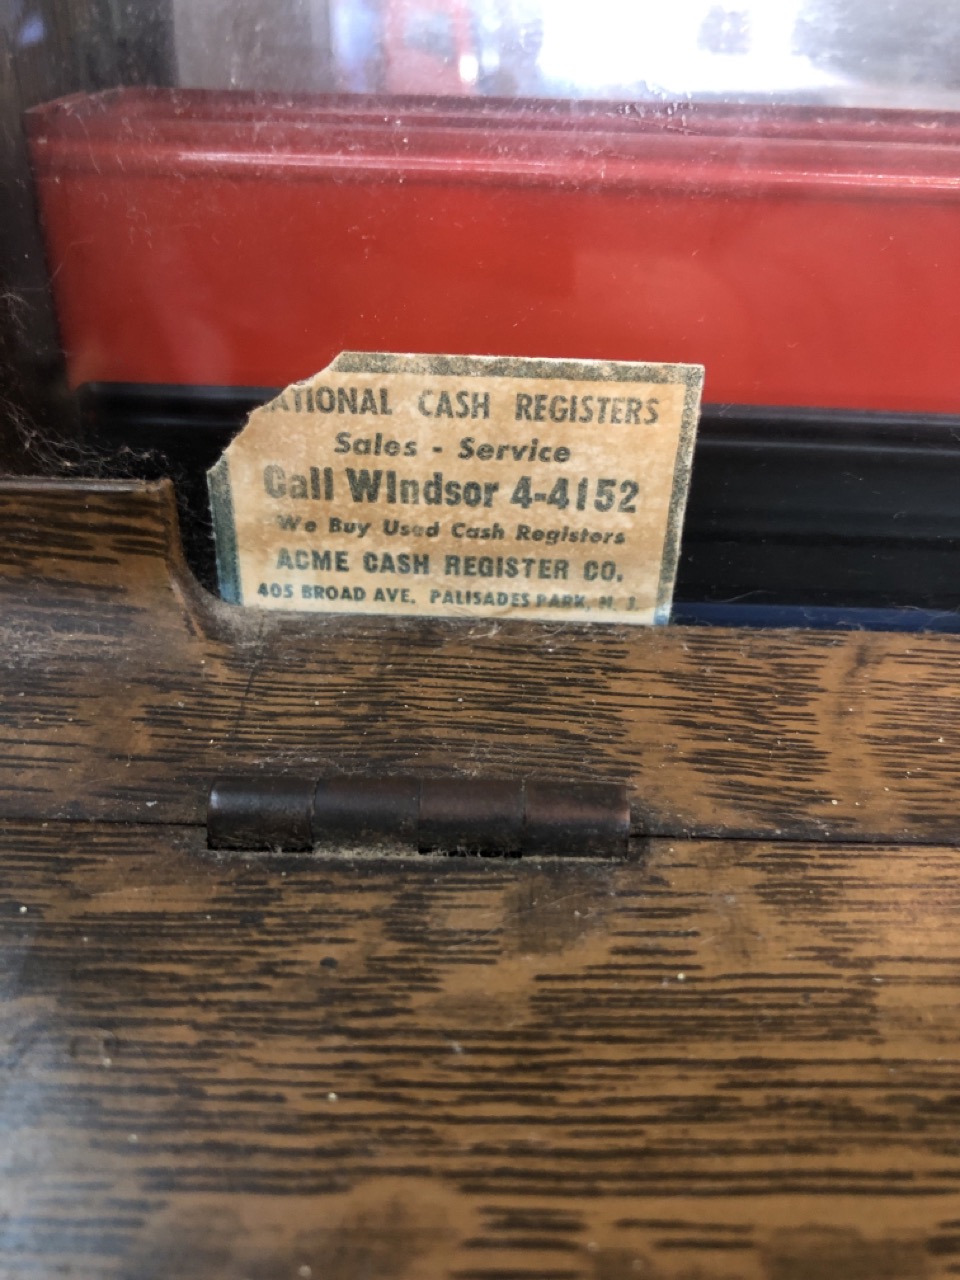 ATIONAL CASH REGISTERS
Sales - Service
Call WIndsor 4-4152
We Buy Used Cash Registers
ACME CASH REGISTER CO.
405 BROAD AVE. PALISADES PARK, N. J.